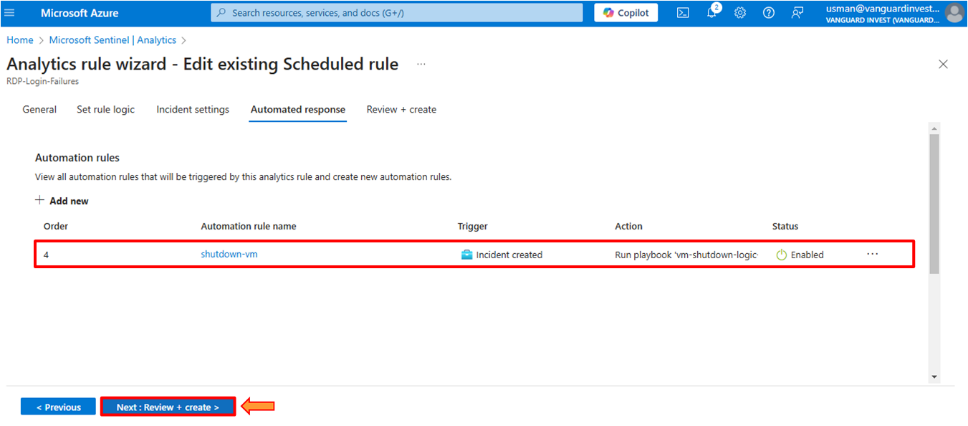 Microsoft Azure
Search resources, services, and docs (G+/)
Copilot
2
usman@vanguardinvest...
VANGUARD INVEST (VANGUARD...
Home > Microsoft Sentinel | Analytics >
Analytics rule wizard - Edit existing Scheduled rule ...
RDP-Login-Failures
General Set rule logic Incident settings Automated response Review + create
Automation rules
View all automation rules that will be triggered by this analytics rule and create new automation rules.
+ Add new
Order Automation rule name Trigger Action Status
4 shutdown-vm Incident created Run playbook 'vm-shutdown-logic Enabled ...
< Previous
Next : Review + create >